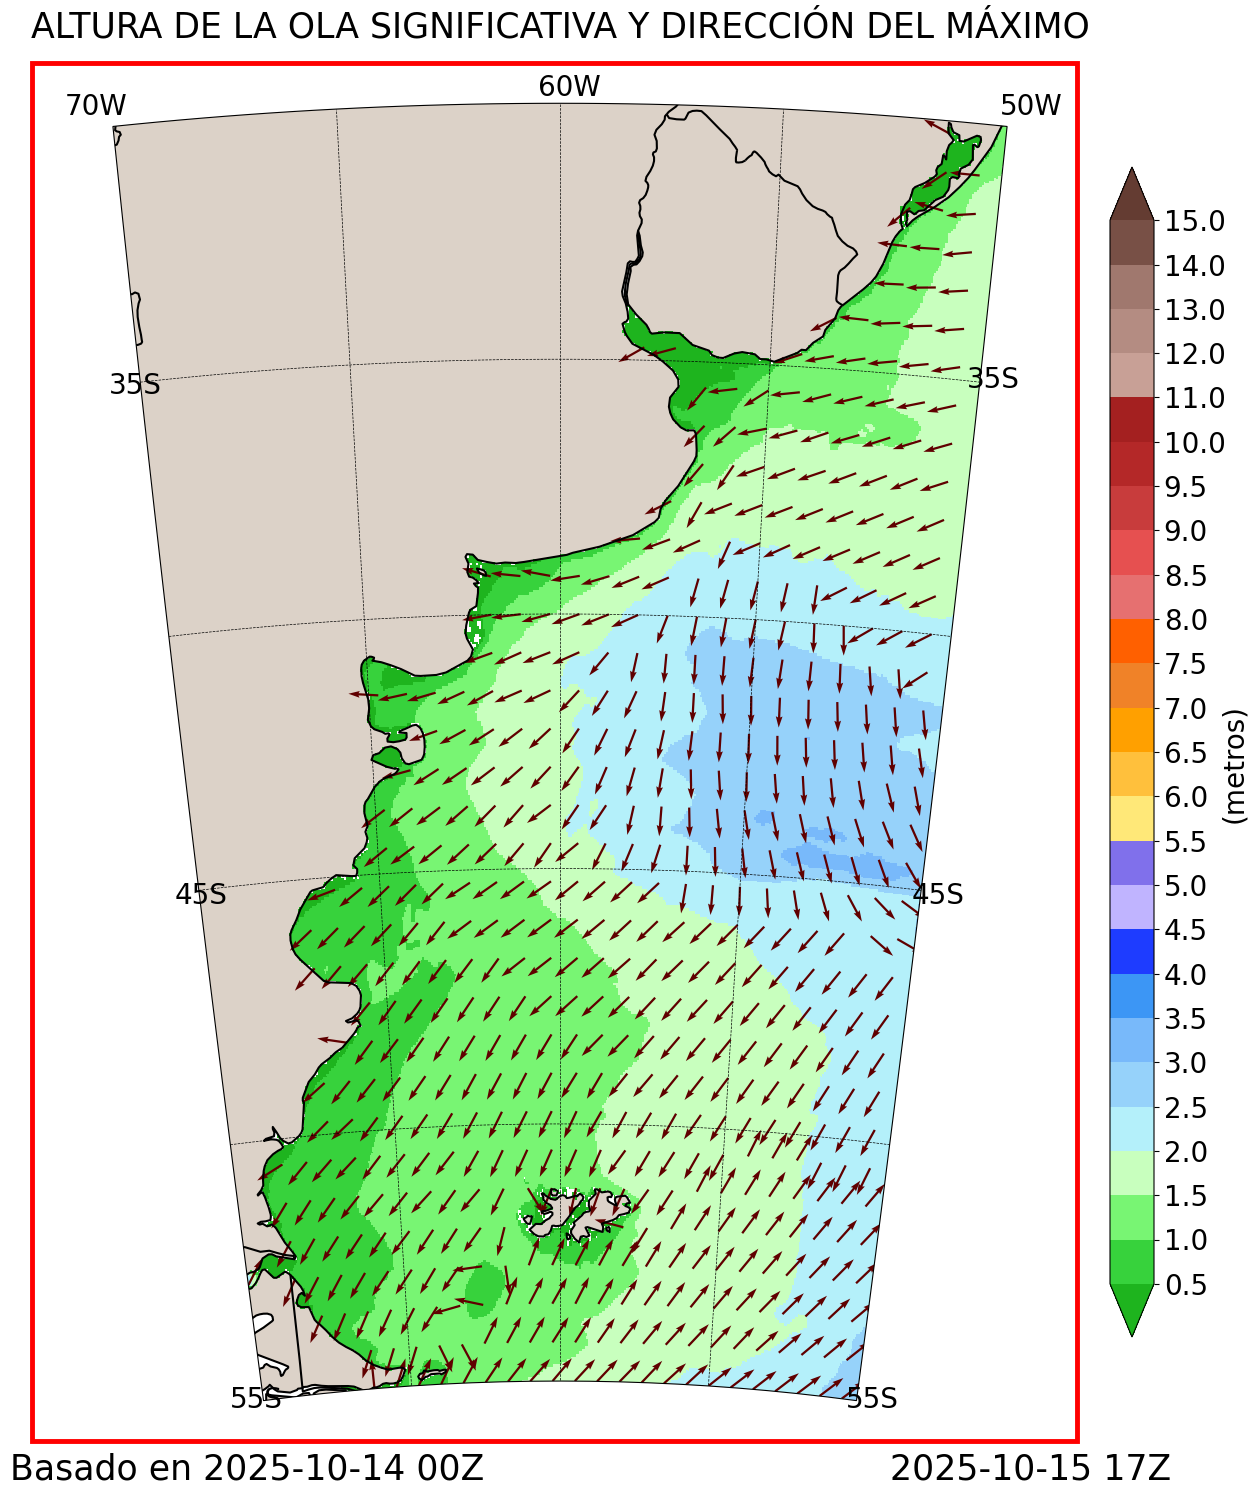 ALTURA DE LA OLA SIGNIFICATIVA Y DIRECCIÓN DEL MÁXIMO
70W
60W
50W
35S
35S
45S
45S
55S
55S
15.0
14.0
13.0
12.0
11.0
10.0
9.5
9.0
8.5
8.0
7.5
7.0
6.5
6.0
5.5
5.0
4.5
4.0
3.5
3.0
2.5
2.0
1.5
1.0
0.5
(metros)
Basado en 2025-10-14 00Z
2025-10-15 17Z